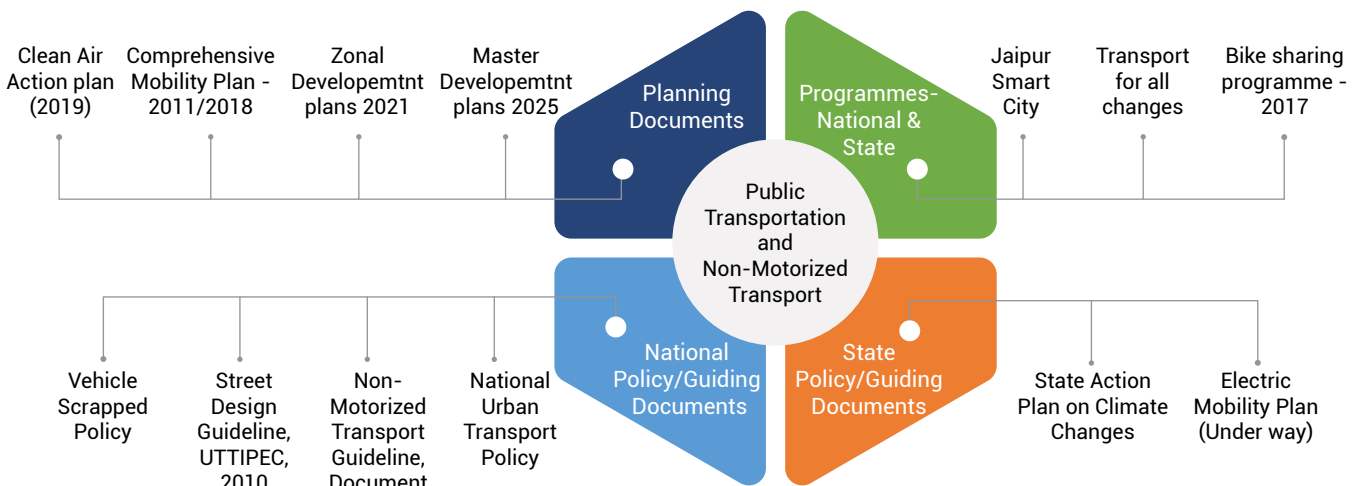 Clean Air
Action plan
(2019)
Comprehensive
Mobility Plan -
2011/2018
Zonal
Developemtnt
plans 2021
Master
Developemtnt
plans 2025
Planning
Documents
Programmes-
National &
State
Jaipur
Smart
City
Transport
for all
changes
Bike sharing
programme -
2017
Public
Transportation
and
Non-Motorized
Transport
Vehicle
Scrapped
Policy
Street
Design
Guideline,
UTTIPEC,
2010
Non-
Motorized
Transport
Guideline,
Document
National
Urban
Transport
Policy
National
Policy/Guiding
Documents
State
Policy/Guiding
Documents
State Action
Plan on Climate
Changes
Electric
Mobility Plan
(Under way)